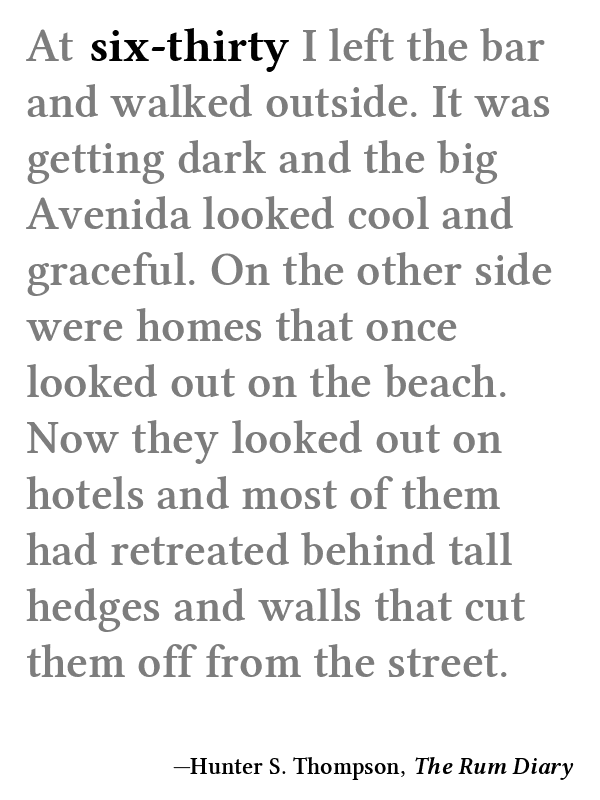 At six-thirty I left the bar
and walked outside. It was
getting dark and the big
Avenida looked cool and
graceful. On the other side
were homes that once
looked out on the beach.
Now they looked out on
hotels and most of them
had retreated behind tall
hedges and walls that cut
them off from the street.
—Hunter S. Thompson, The Rum Diary